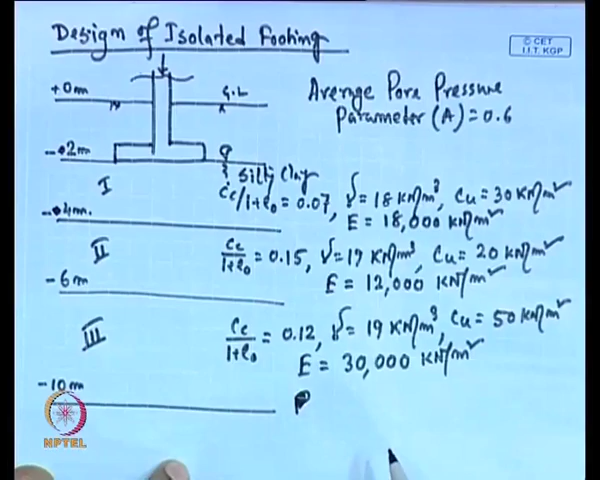 Design of Isolated Footing
© CET
I.I.T. KGP
+0m
G.L
Average Pore Pressure
Parameter (A) = 0.6
-2m
q
Silty Clay
I
Cc/1+e₀ = 0.07, γ = 18 KN/m³, Cu = 30 KN/m²
E = 18,000 KN/m²
-4m.
II
Cc/1+e₀ = 0.15, γ = 19 KN/m³, Cu = 20 KN/m²
E = 12,000 KN/m²
-6m
III
Cc/1+e₀ = 0.12, γ = 19 KN/m³, Cu = 50 KN/m²
E = 30,000 KN/m²
-10m
NPTEL